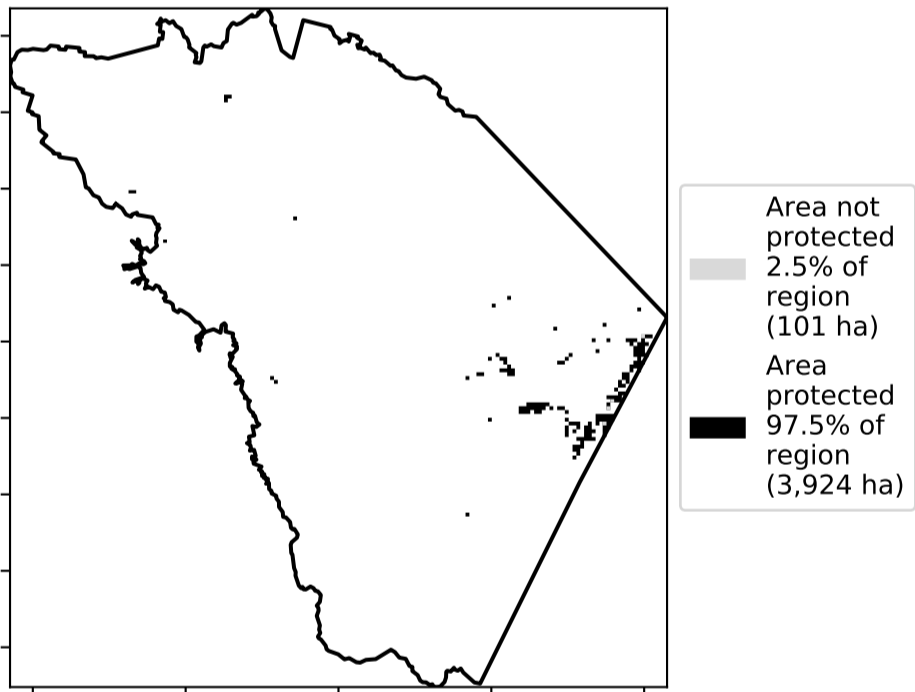 Area not
protected
2.5% of
region
(101 ha)
Area
protected
97.5% of
region
(3,924 ha)